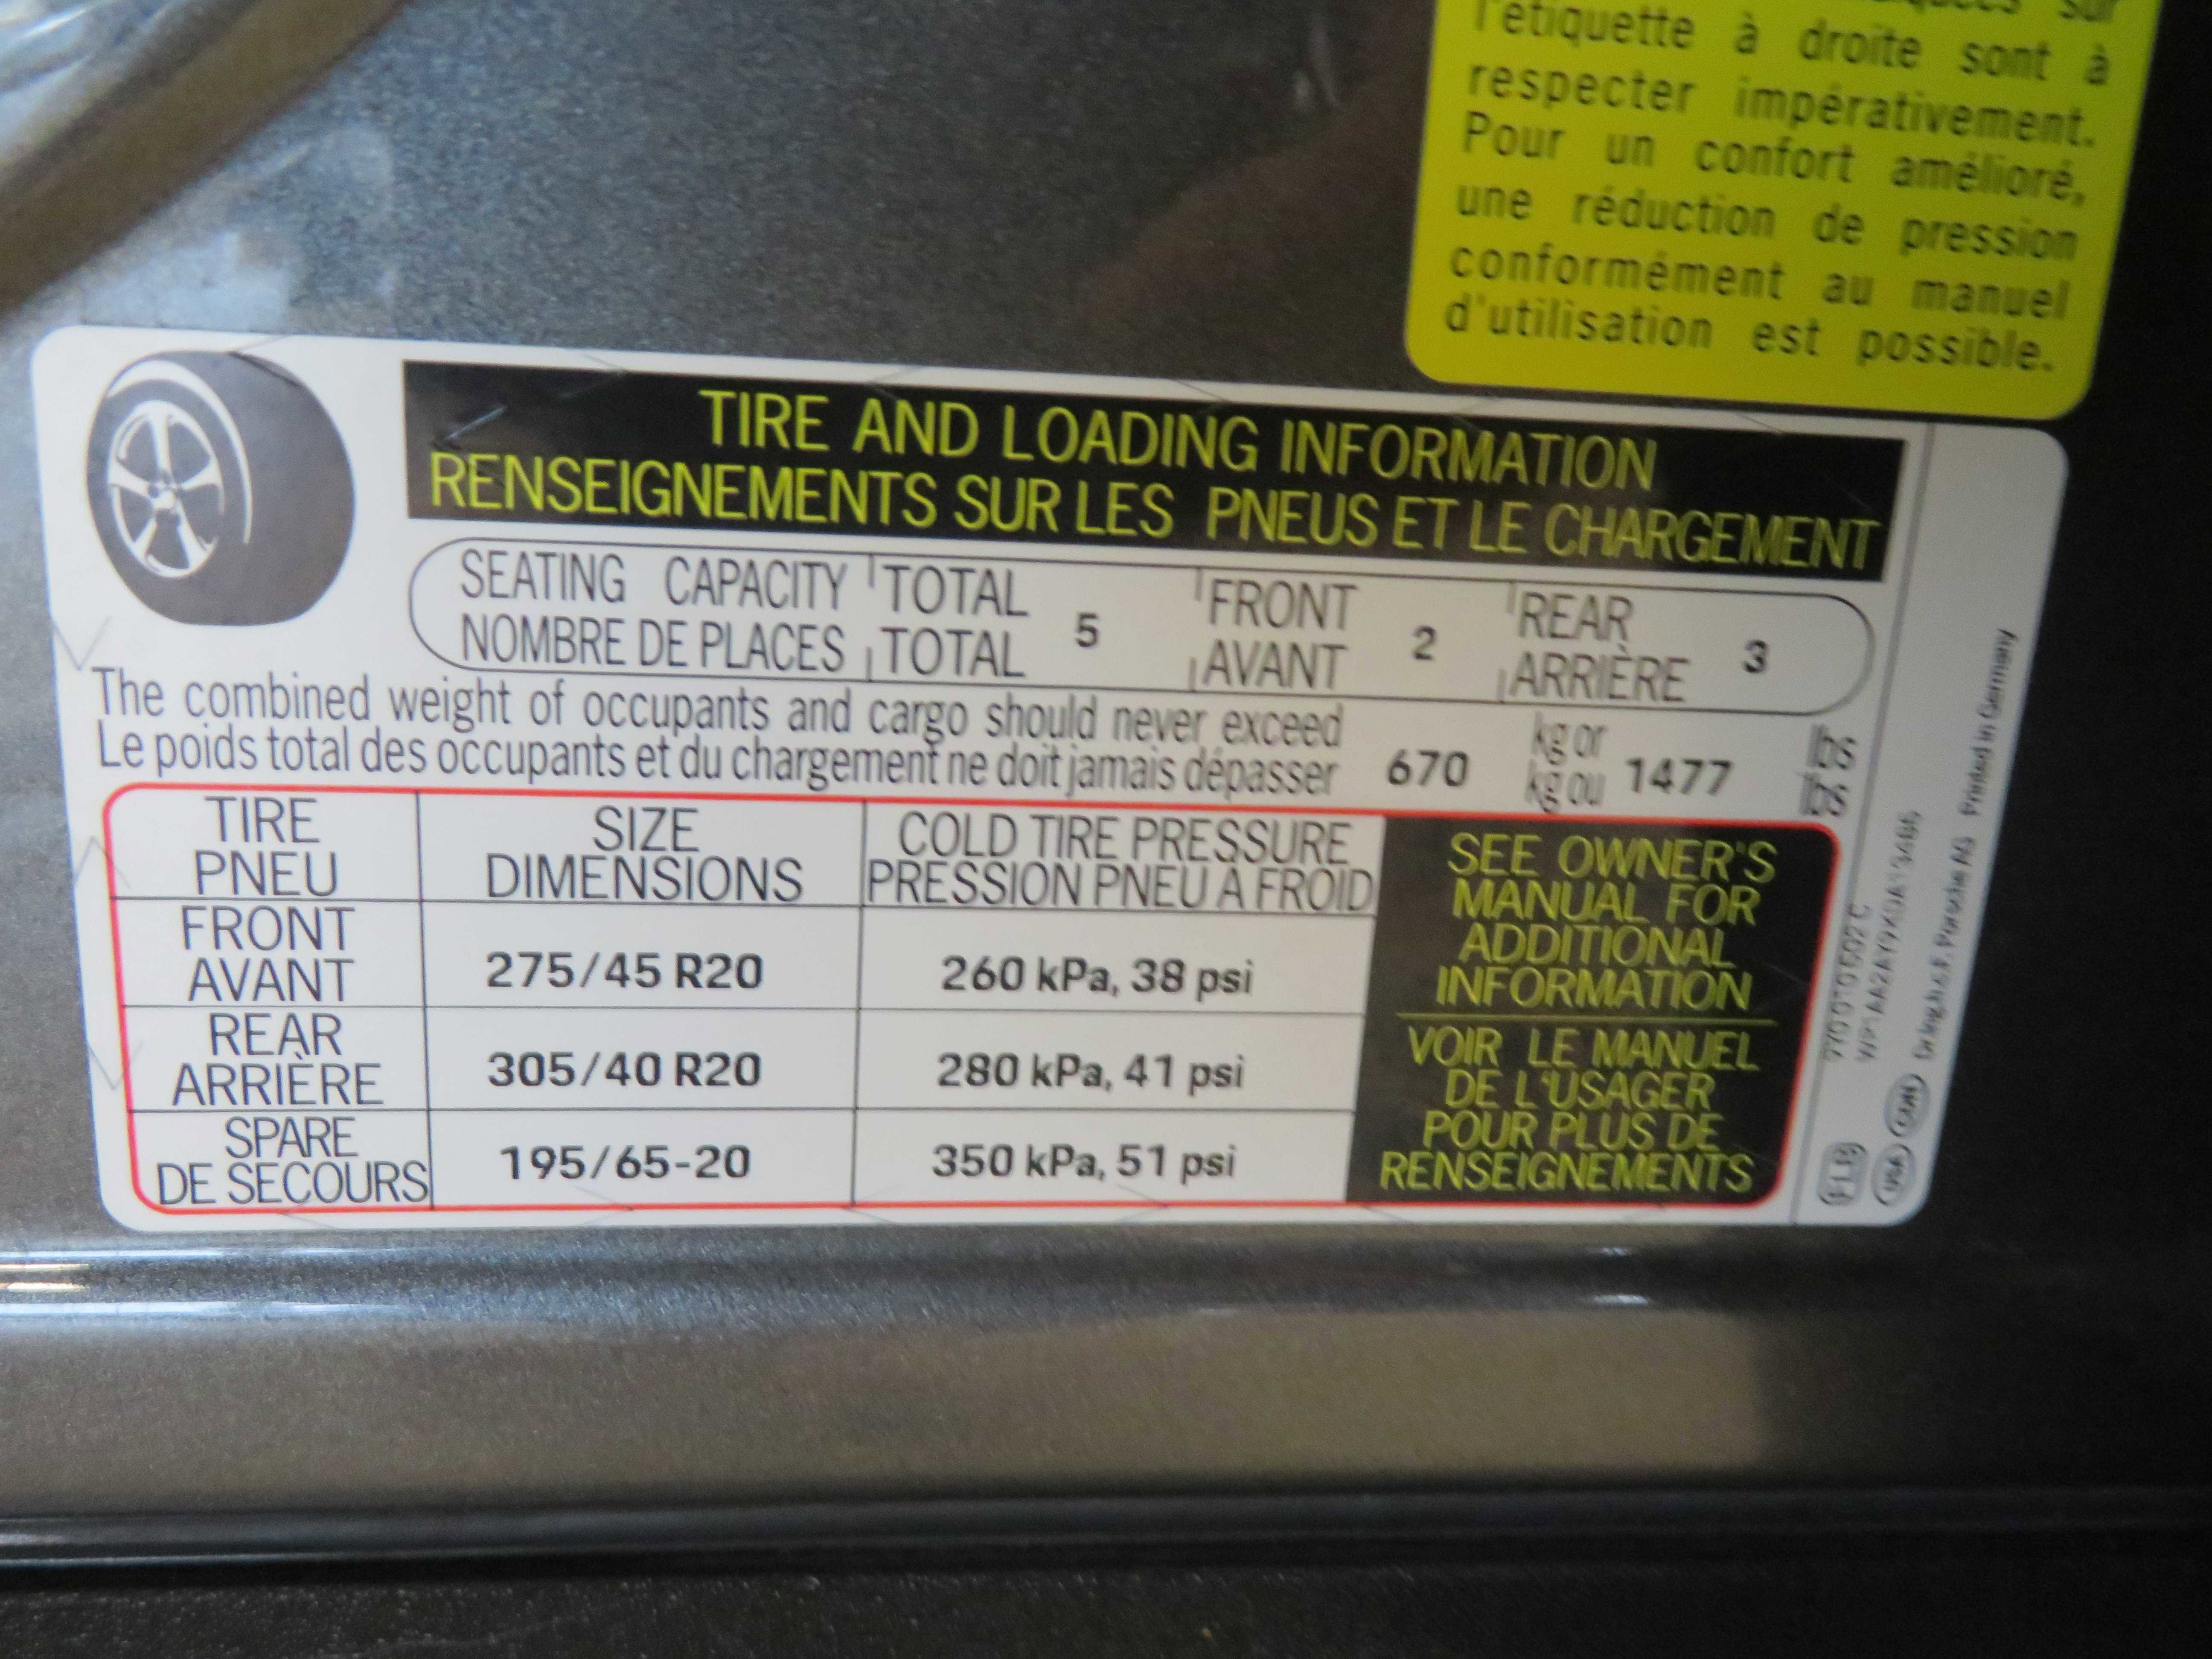 l'étiquette à droite sont à
respecter impérativement.
Pour un confort amélioré,
une réduction de pression
conformément au manuel
d'utilisation est possible.
TIRE AND LOADING INFORMATION
RENSEIGNEMENTS SUR LES PNEUS ET LE CHARGEMENT
SEATING CAPACITY TOTAL 5 FRONT 2 REAR 3
NOMBRE DE PLACES TOTAL AVANT ARRIÈRE
The combined weight of occupants and cargo should never exceed 670 kg or 1477 lbs
Le poids total des occupants et du chargement ne doit jamais dépasser kg ou lbs
TIRE SIZE COLD TIRE PRESSURE
PNEU DIMENSIONS PRESSION PNEU À FROID
FRONT
AVANT 275/45 R20 260 kPa, 38 psi
REAR
ARRIÈRE 305/40 R20 280 kPa, 41 psi
SPARE
DE SECOURS 195/65-20 350 kPa, 51 psi
SEE OWNER'S
MANUAL FOR
ADDITIONAL
INFORMATION
VOIR LE MANUEL
DE L'USAGER
POUR PLUS DE
RENSEIGNEMENTS
Porsche AG Printed in Germany
USA CDN